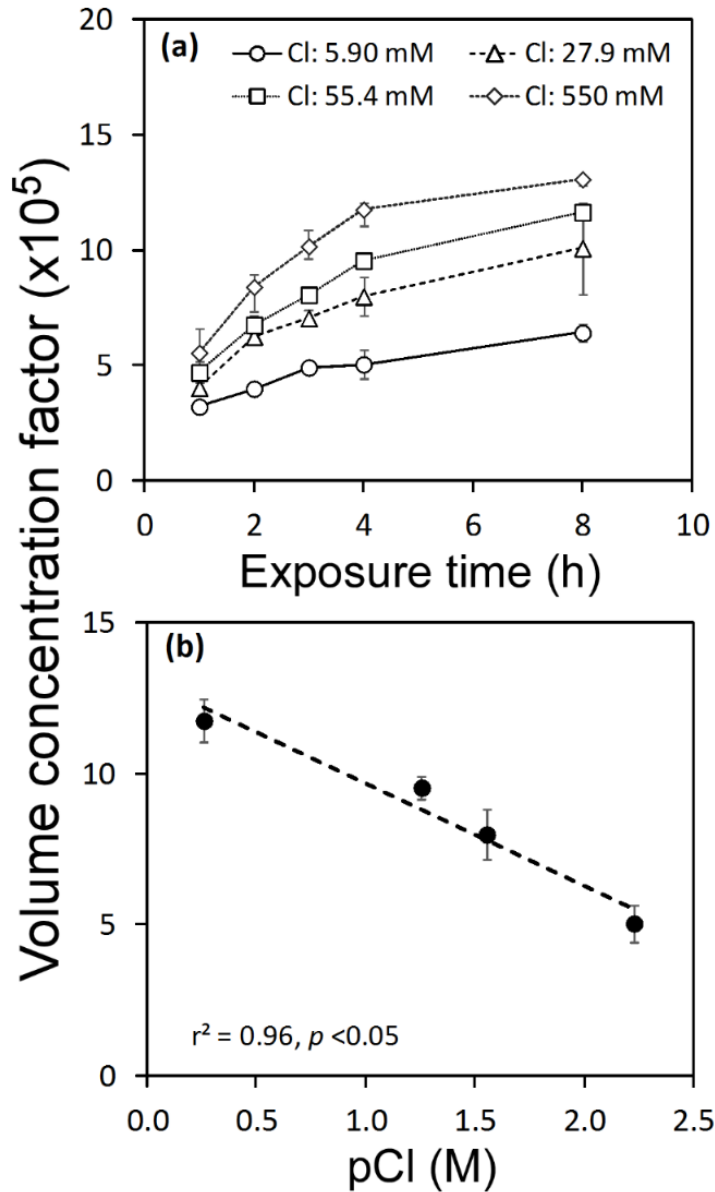 Volume concentration factor (x10⁵)
20
15
10
5
0
(a)
Cl: 5.90 mM Cl: 27.9 mM
Cl: 55.4 mM Cl: 550 mM
0 2 4 6 8 10
Exposure time (h)
15
10
5
0
(b)
r² = 0.96, p <0.05
0.0 0.5 1.0 1.5 2.0 2.5
pCl (M)